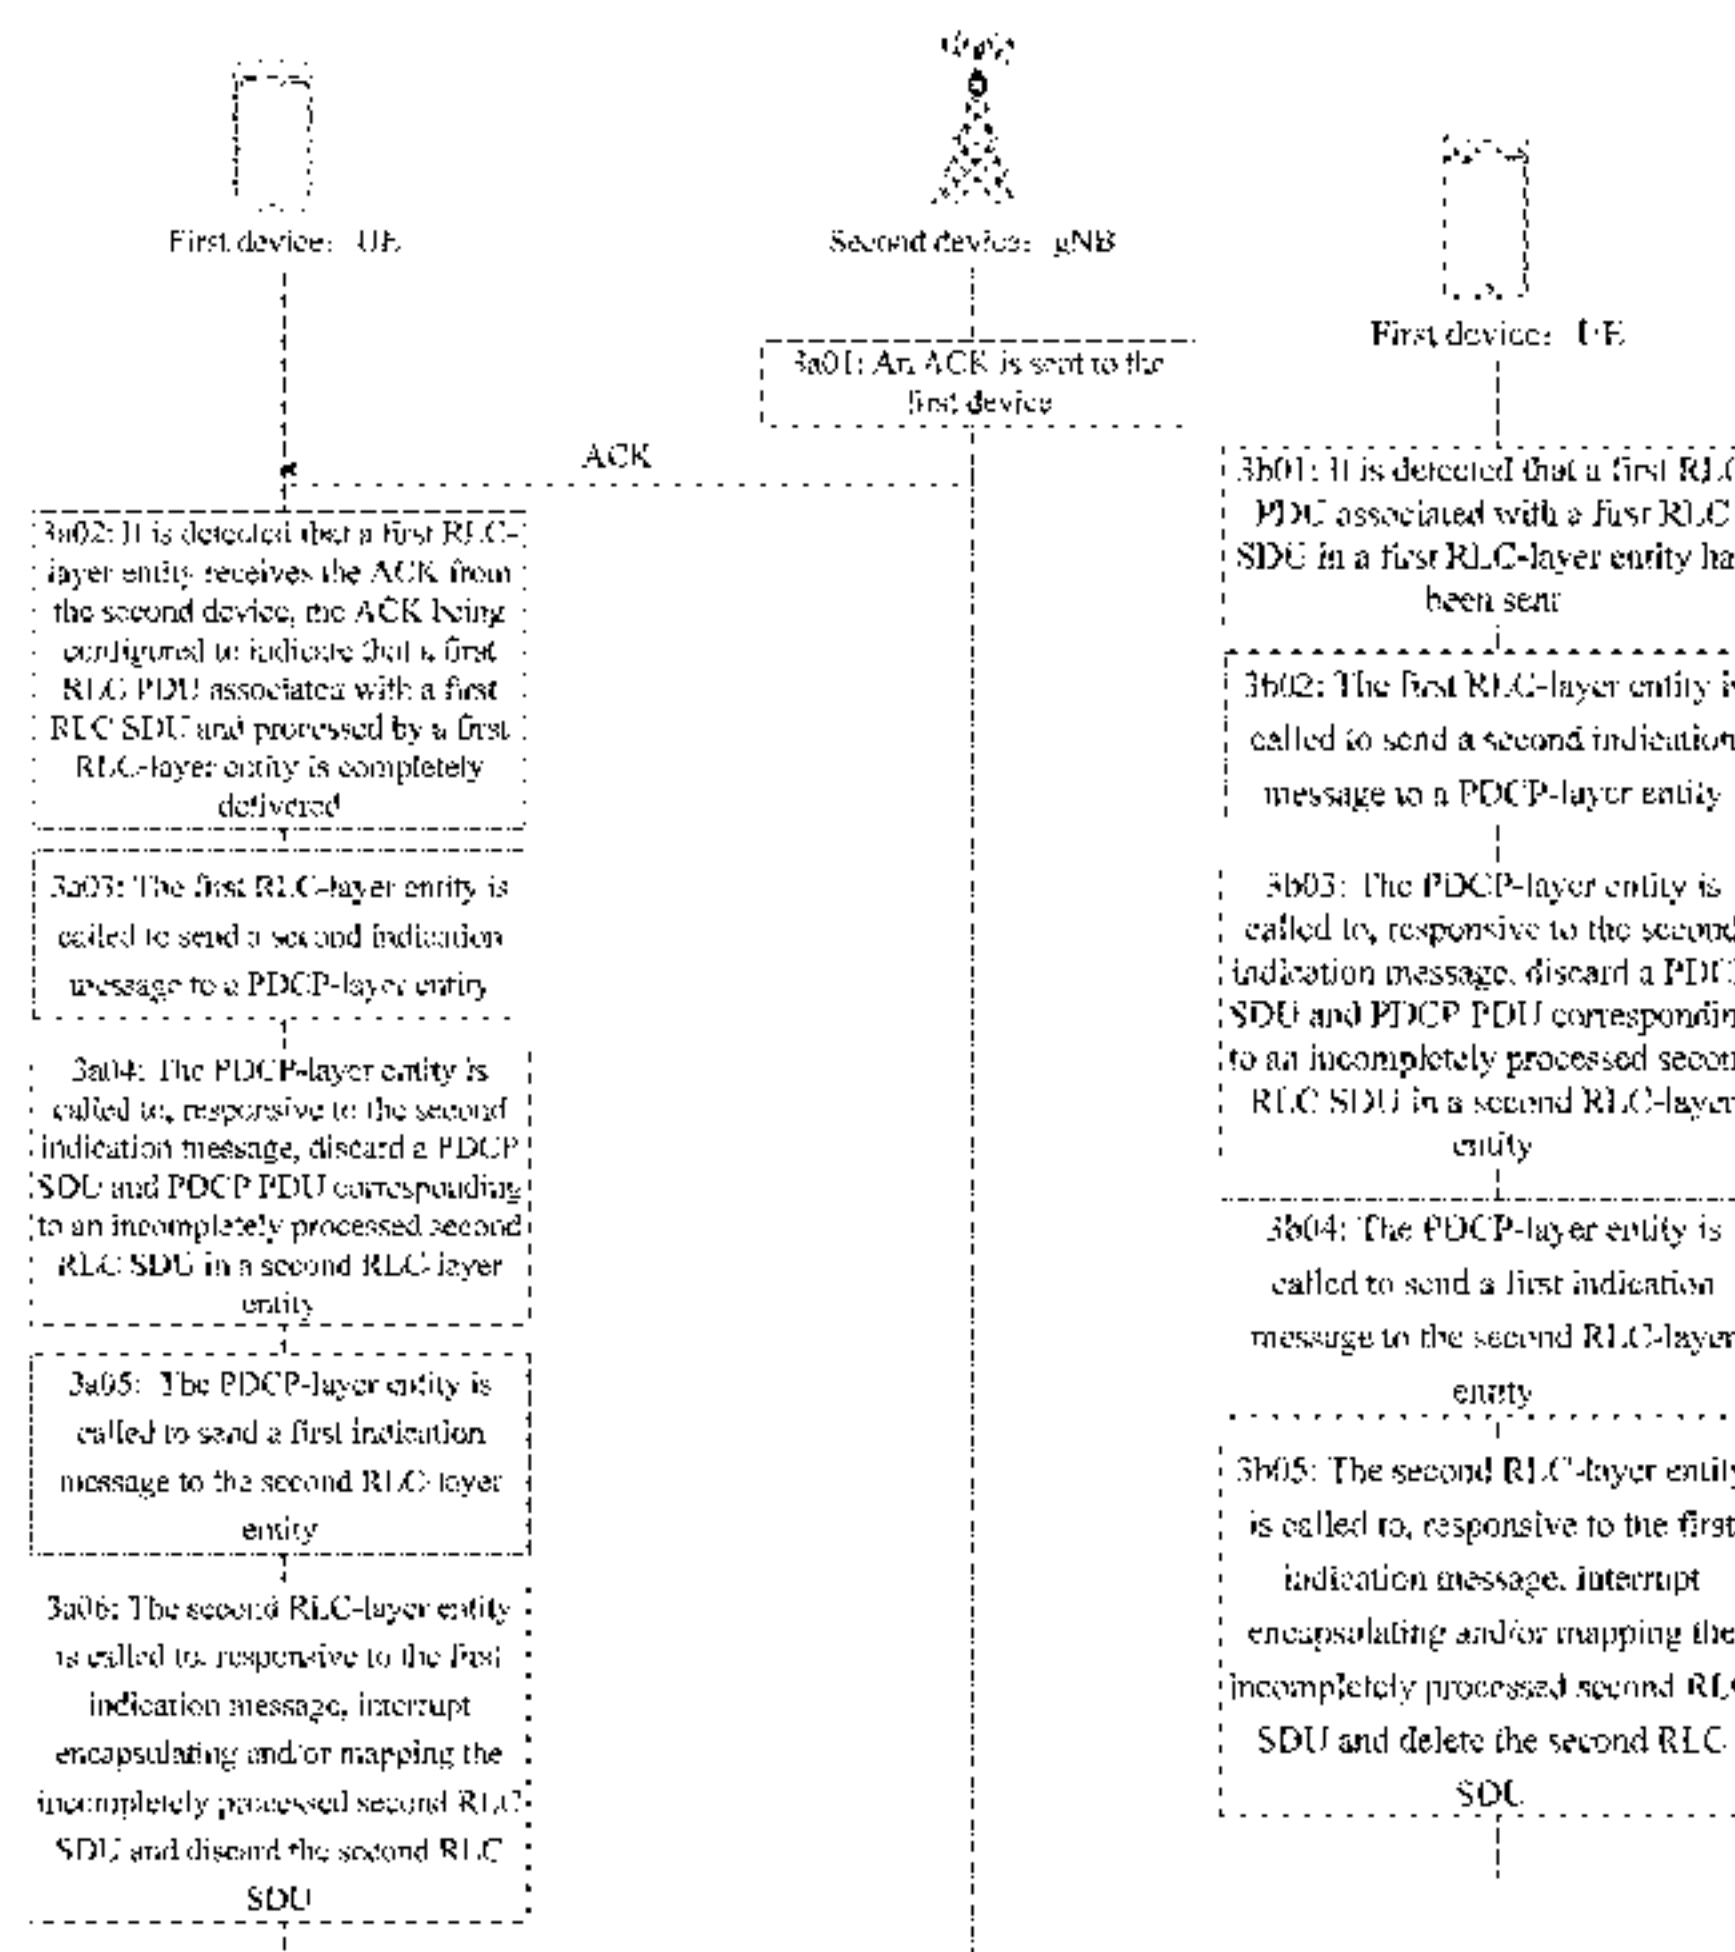 First device: UE
Second device: gNB
3a01: An ACK is sent to the
first device
ACK
3a02: It is detected that a first RLC-
layer entity receives the ACK from
the second device, the ACK being
configured to indicate that a first
RLC PDU associated with a first
RLC SDU and processed by a first
RLC-layer entity is completely
delivered
3a03: The first RLC-layer entity is
called to send a second indication
message to a PDCP-layer entity
3a04: The PDCP-layer entity is
called to, responsive to the second
indication message, discard a PDCP
SDU and PDCP PDU corresponding
to an incompletely processed second
RLC SDU in a second RLC-layer
entity
3a05: The PDCP-layer entity is
called to send a first indication
message to the second RLC-layer
entity
3a06: The second RLC-layer entity
is called to, responsive to the first
indication message, interrupt
encapsulating and/or mapping the
incompletely processed second RLC
SDU and discard the second RLC
SDU
First device: UE
3b01: It is detected that a first RLC
PDU associated with a first RLC
SDU in a first RLC-layer entity ha
been sent
3b02: The first RLC-layer entity is
called to send a second indication
message to a PDCP-layer entity
3b03: The PDCP-layer entity is
called to, responsive to the second
indication message, discard a PDC
SDU and PDCP PDU correspondin
to an incompletely processed secon
RLC SDU in a second RLC-layer
entity
3b04: The PDCP-layer entity is
called to send a first indication
message to the second RLC-layer
entity
3b05: The second RLC-layer entity
is called to, responsive to the first
indication message, interrupt
encapsulating and/or mapping the
incompletely processed second RLC
SDU and delete the second RLC
SDU